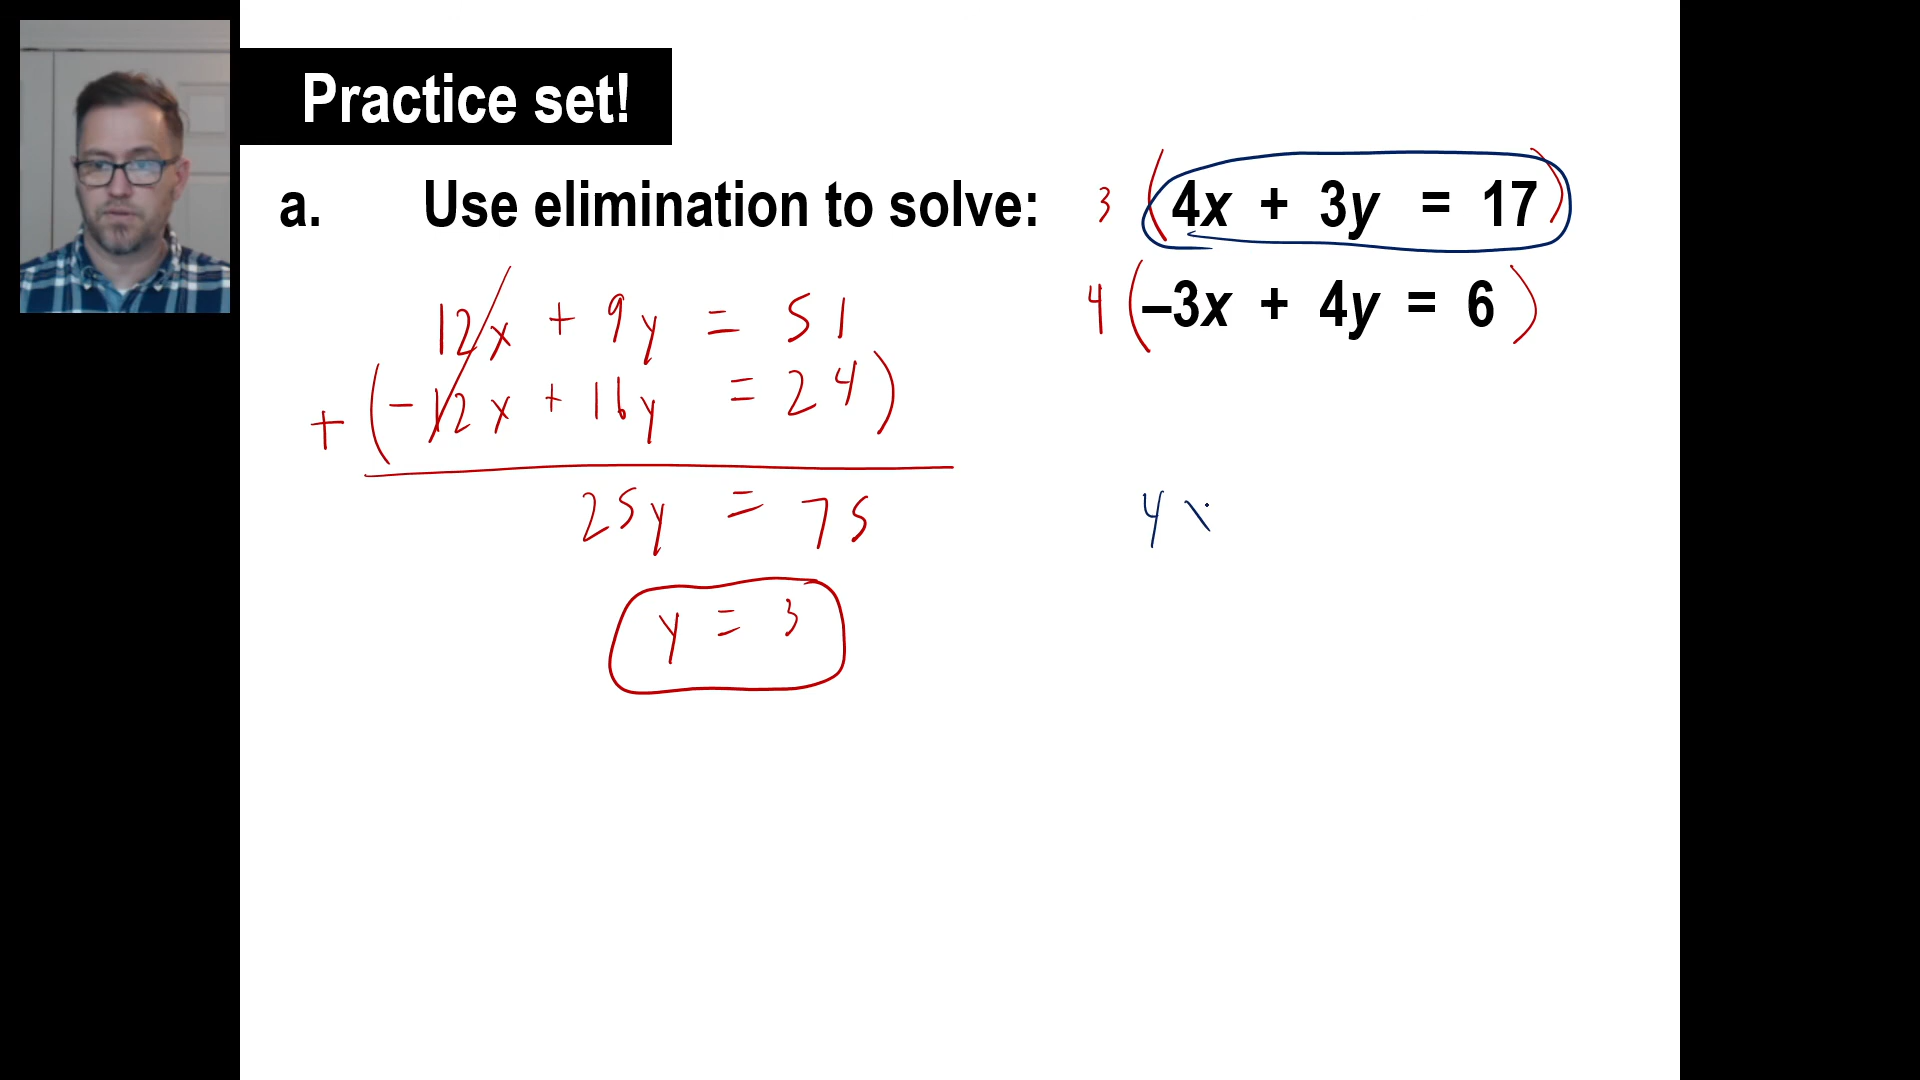 Practice set!
a. Use elimination to solve: 3 (4x + 3y = 17)
4 (–3x + 4y = 6)
12x + 9y = 51
+ (-12x + 16y = 24)
25y = 75
y = 3
4x